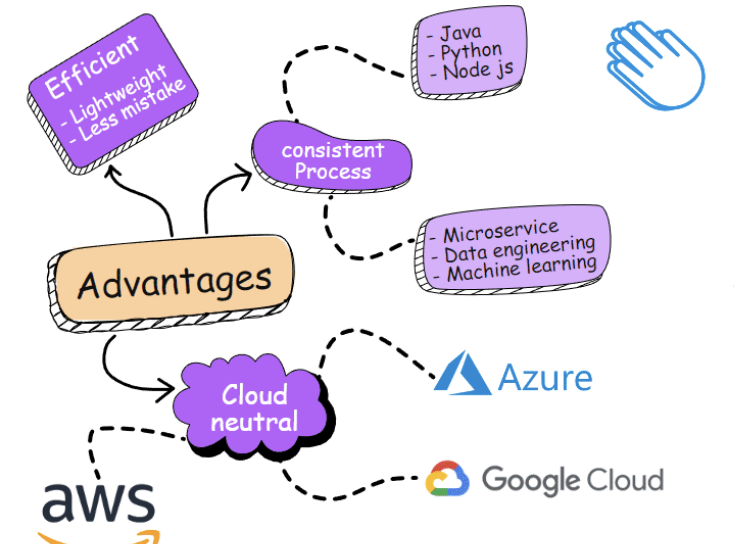 Efficient
- Lightweight
- Less mistake
- Java
- Python
- Node js
consistent
Process
- Microservice
- Data engineering
- Machine learning
Advantages
Cloud
neutral
Azure
Google Cloud
aws